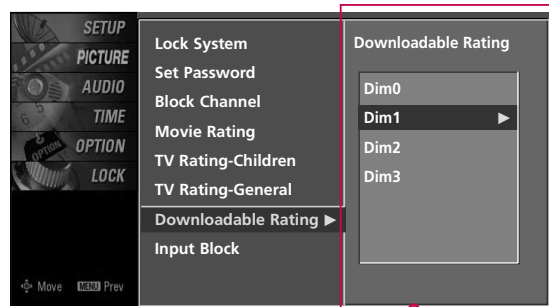 SETUP
PICTURE
AUDIO
TIME
OPTION
LOCK
Move MENU Prev
Lock System
Set Password
Block Channel
Movie Rating
TV Rating-Children
TV Rating-General
Downloadable Rating ▶
Input Block
Downloadable Rating
Dim0
Dim1 ▶
Dim2
Dim3